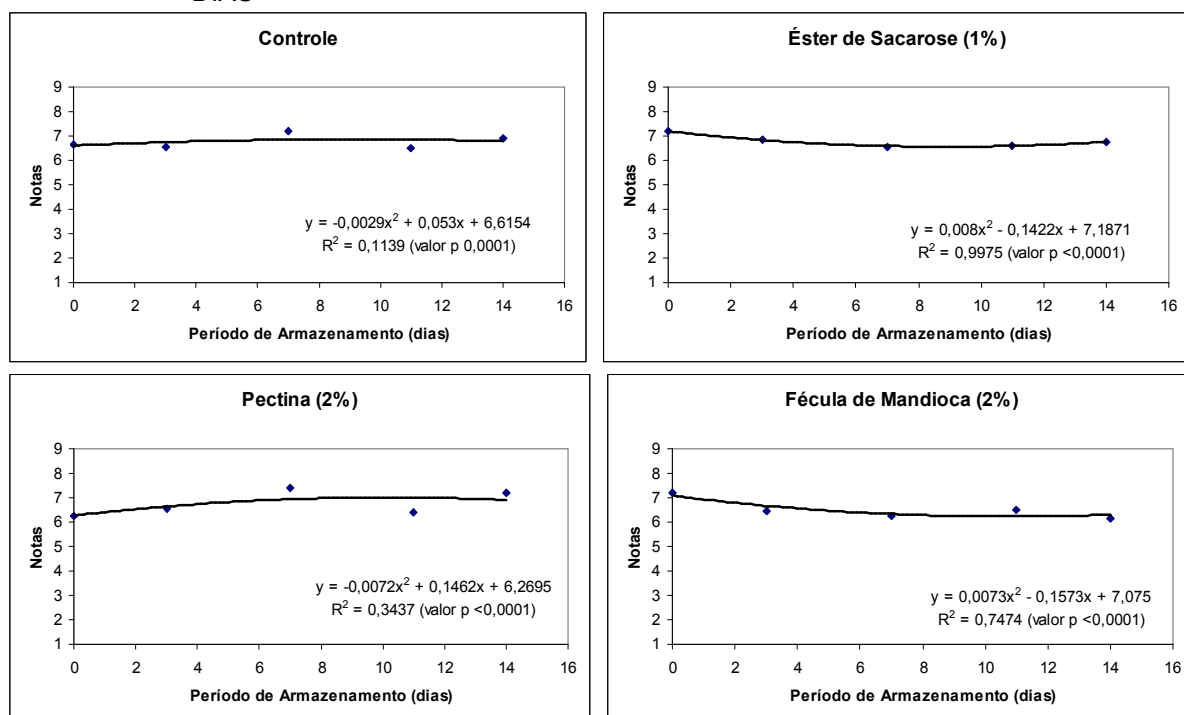 DIAS
Controle
9
8
7
6
5
4
3
2
1
Notas
y = -0,0029x² + 0,053x + 6,6154
R² = 0,1139 (valor p 0,0001)
0 2 4 6 8 10 12 14 16
Período de Armazenamento (dias)
Éster de Sacarose (1%)
9
8
7
6
5
4
3
2
1
Notas
y = 0,008x² - 0,1422x + 7,1871
R² = 0,9975 (valor p <0,0001)
0 2 4 6 8 10 12 14 16
Período de Armazenamento (dias)
Pectina (2%)
9
8
7
6
5
4
3
2
1
Notas
y = -0,0072x² + 0,1462x + 6,2695
R² = 0,3437 (valor p <0,0001)
0 2 4 6 8 10 12 14 16
Período de Armazenamento (dias)
Fécula de Mandioca (2%)
9
8
7
6
5
4
3
2
1
Notas
y = 0,0073x² - 0,1573x + 7,075
R² = 0,7474 (valor p <0,0001)
0 2 4 6 8 10 12 14 16
Período de Armazenamento (dias)